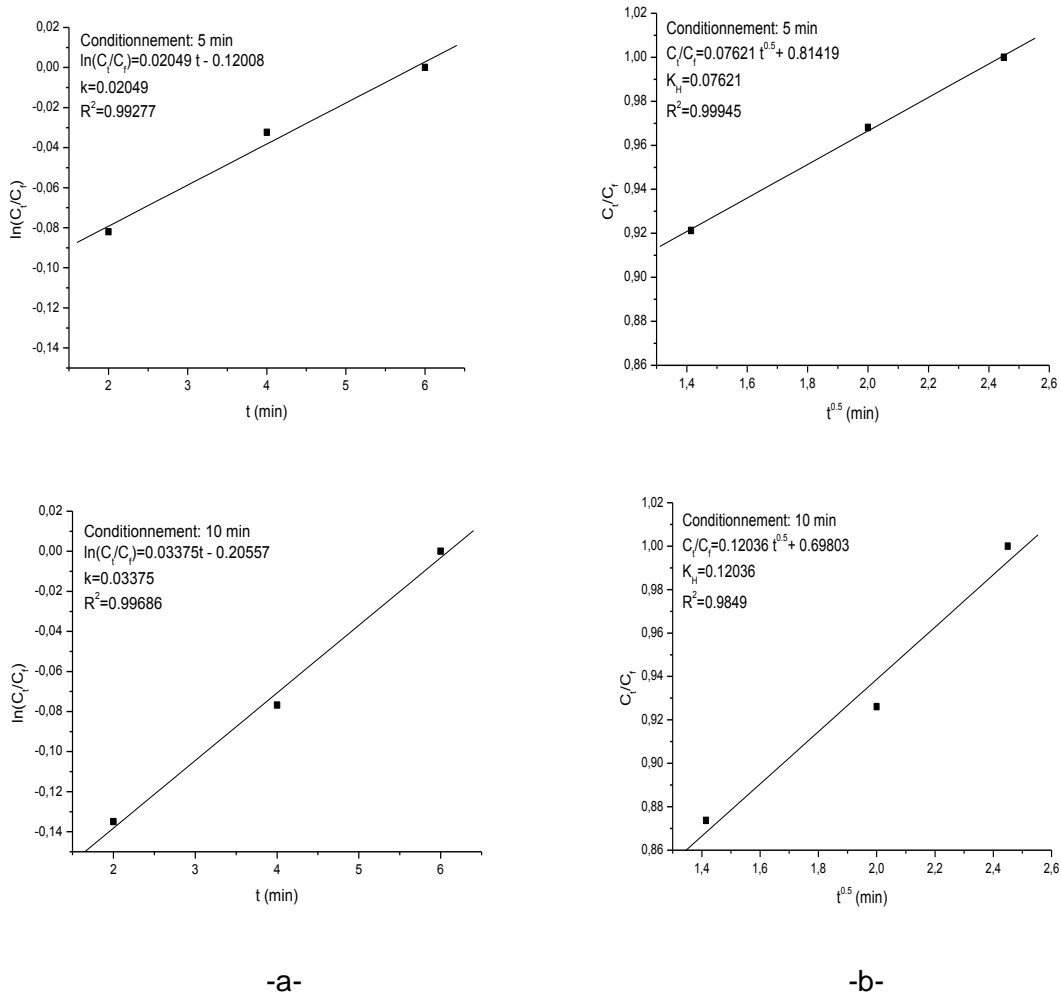 Conditionnement: 5 min
ln(Ct/Cf)=0.02049 t - 0.12008
k=0.02049
R2=0.99277
0,02
0,00
-0,02
-0,04
-0,06
-0,08
-0,10
-0,12
-0,14
ln(Ct/Cf)
2 3 4 5 6
t (min)
Conditionnement: 5 min
Ct/Cf=0.07621 t0.5+ 0.81419
KH=0.07621
R2=0.99945
1,02
1,00
0,98
0,96
0,94
0,92
0,90
0,88
0,86
Ct/Cf
1,4 1,6 1,8 2,0 2,2 2,4 2,6
t0.5 (min)
Conditionnement: 10 min
ln(Ct/Cf)=0.03375t - 0.20557
k=0.03375
R2=0.99686
0,02
0,00
-0,02
-0,04
-0,06
-0,08
-0,10
-0,12
-0,14
ln(Ct/Cf)
2 3 4 5 6
t (min)
Conditionnement: 10 min
Ct/Cf=0.12036 t0.5+ 0.69803
KH=0.12036
R2=0.9849
1,02
1,00
0,98
0,96
0,94
0,92
0,90
0,88
0,86
Ct/Cf
1,4 1,6 1,8 2,0 2,2 2,4 2,6
t0.5 (min)
-a- -b-